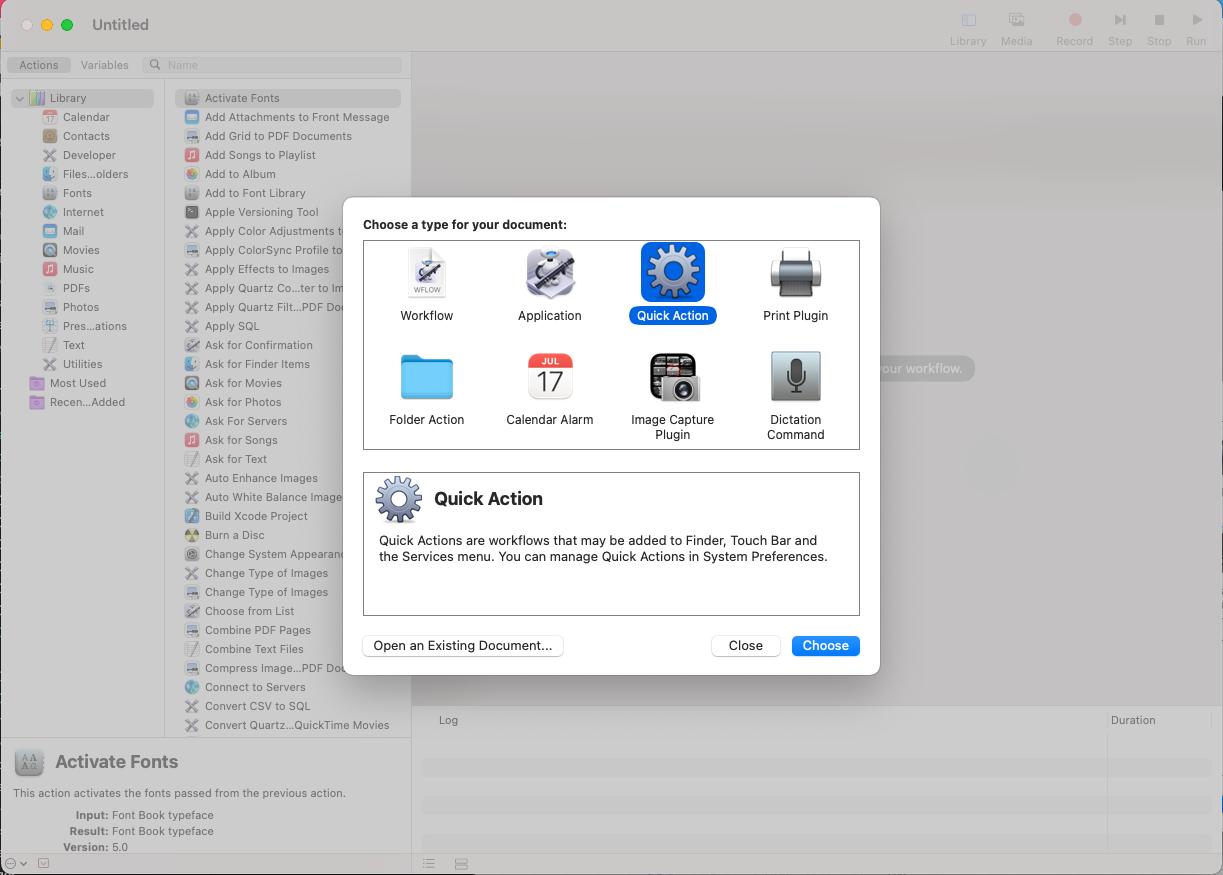 Untitled
Library
Media
Record
Step
Stop
Run
Actions
Variables
Name
Library
Calendar
Contacts
Developer
Files...olders
Fonts
Internet
Mail
Movies
Music
PDFs
Photos
Pres...ations
Text
Utilities
Most Used
Recen...Added
Activate Fonts
Add Attachments to Front Message
Add Grid to PDF Documents
Add Songs to Playlist
Add to Album
Add to Font Library
Apply Versioning Tool
Apply Color Adjustments t
Apply ColorSync Profile to
Apply Effects to Images
Apply Quartz Co...ter to Im
Apply Quartz Filt...PDF Do
Apply SQL
Ask for Confirmation
Ask for Finder Items
Ask for Movies
Ask for Photos
Ask For Servers
Ask for Songs
Ask for Text
Auto Enhance Images
Auto White Balance Image
Build Xcode Project
Burn a Disc
Change System Appearan
Change Type of Images
Change Type of Images
Choose from List
Combine PDF Pages
Combine Text Files
Compress Image...PDF Do
Connect to Servers
Convert CSV to SQL
Convert Quartz...QuickTime Movies
Activate Fonts
This action activates the fonts passed from the previous action.
Input: Font Book typeface
Result: Font Book typeface
Version: 5.0
Choose a type for your document:
WFLOW
Workflow
Application
Quick Action
Print Plugin
Folder Action
JUL
17
Calendar Alarm
Image Capture
Plugin
Dictation
Command
Quick Action
Quick Actions are workflows that may be added to Finder, Touch Bar and
the Services menu. You can manage Quick Actions in System Preferences.
Open an Existing Document...
Close
Choose
your workflow.
Log
Duration